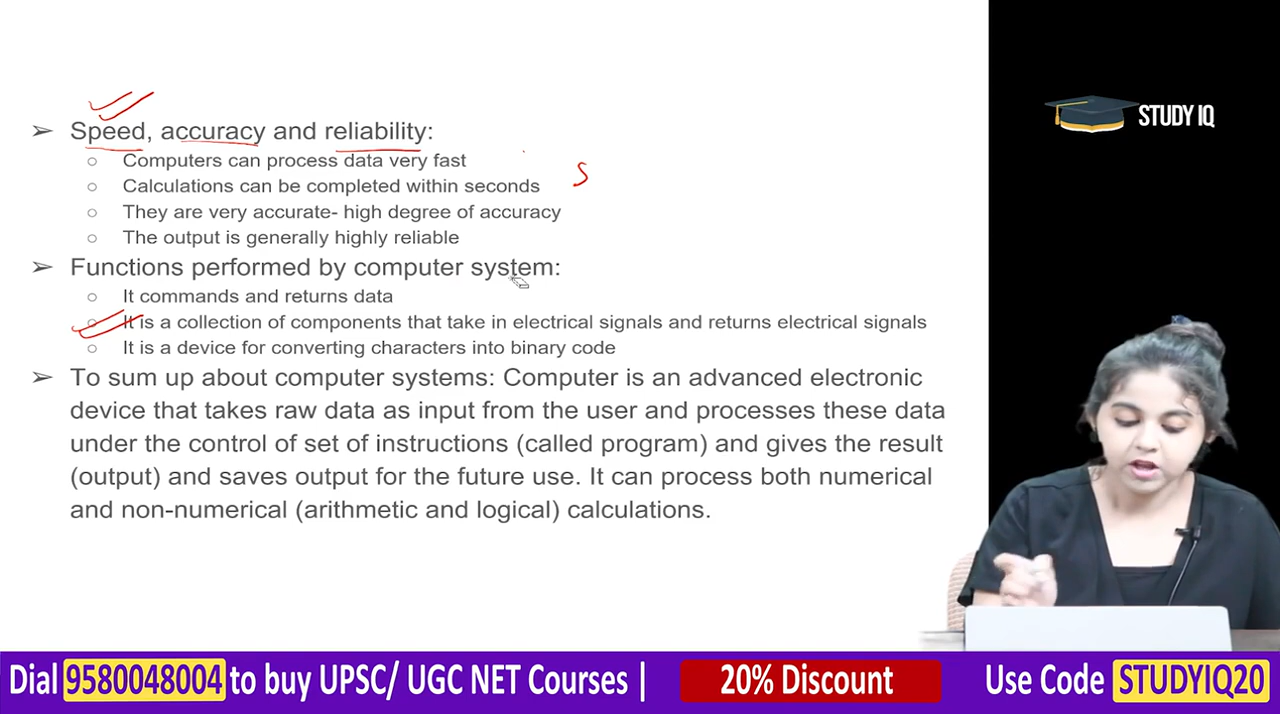 ➢ Speed, accuracy and reliability:
○ Computers can process data very fast
○ Calculations can be completed within seconds
S
○ They are very accurate- high degree of accuracy
○ The output is generally highly reliable
➢ Functions performed by computer system:
○ It commands and returns data
○ It is a collection of components that take in electrical signals and returns electrical signals
○ It is a device for converting characters into binary code
➢ To sum up about computer systems: Computer is an advanced electronic
device that takes raw data as input from the user and processes these data
under the control of set of instructions (called program) and gives the result
(output) and saves output for the future use. It can process both numerical
and non-numerical (arithmetic and logical) calculations.
STUDY IQ
Dial 9580048004 to buy UPSC/ UGC NET Courses | 20% Discount Use Code STUDYIQ20